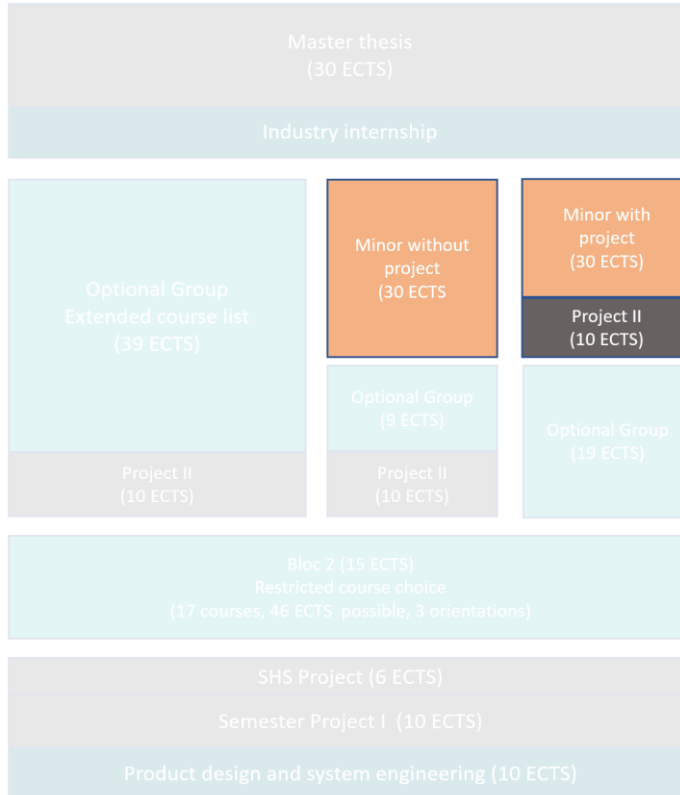 Master thesis
(30 ECTS)
Industry internship
Optional Group
Extended course list
(39 ECTS)
Project II
(10 ECTS)
Minor without
project
(30 ECTS
Optional Group
(9 ECTS)
Project II
(10 ECTS)
Minor with
project
(30 ECTS)
Project II
(10 ECTS)
Optional Group
(19 ECTS)
Bloc 2 (15 ECTS)
Restricted course choice
(17 courses, 46 ECTS possible, 3 orientations)
SHS Project (6 ECTS)
Semester Project I (10 ECTS)
Product design and system engineering (10 ECTS)